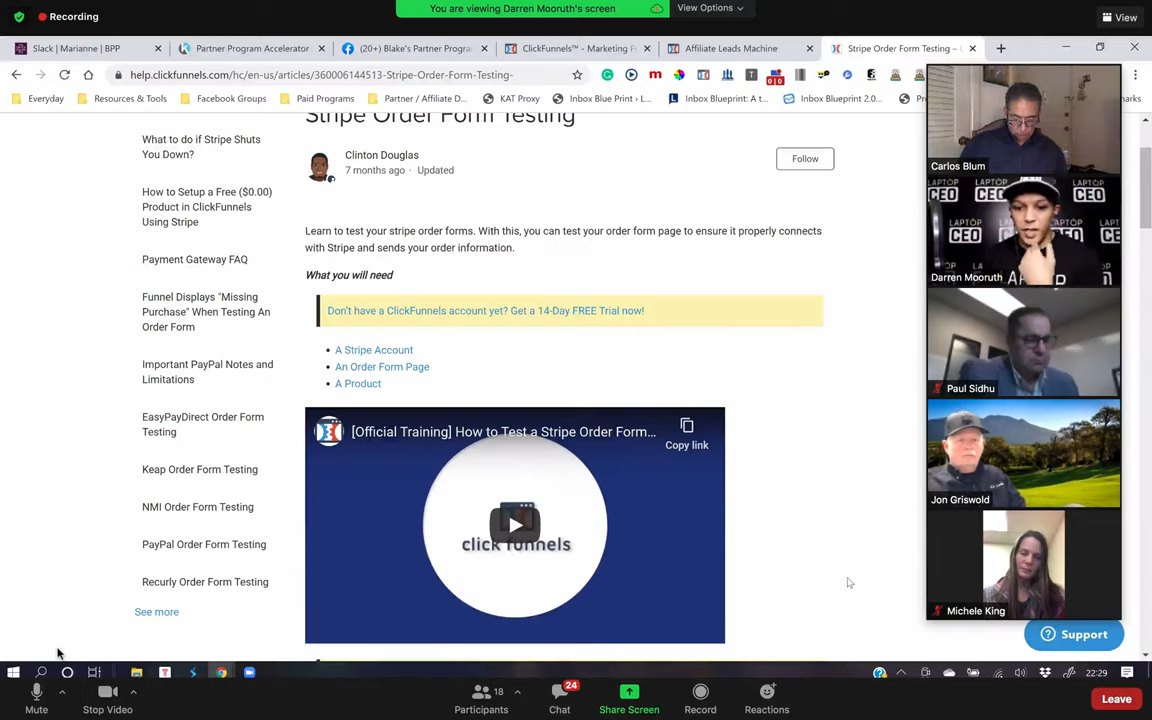 Recording
You are viewing Darren Mooruth's screen
View Options
View
Slack | Marianne | BPP
Partner Program Accelerator
(20+) Blake's Partner Progra
ClickFunnels™ - Marketing F
Affiliate Leads Machine
Stripe Order Form Testing –
help.clickfunnels.com/hc/en-us/articles/360006144513-Stripe-Order-Form-Testing-
Everyday
Resources & Tools
Facebook Groups
Paid Programs
Partner / Affiliate D...
KAT Proxy
Inbox Blue Print › L...
Inbox Blueprint: A t...
Inbox Blueprint 2.0...
Stripe Order Form Testing
What to do if Stripe Shuts
You Down?
How to Setup a Free ($0.00)
Product in ClickFunnels
Using Stripe
Payment Gateway FAQ
Funnel Displays "Missing
Purchase" When Testing An
Order Form
Important PayPal Notes and
Limitations
EasyPayDirect Order Form
Testing
Keap Order Form Testing
NMI Order Form Testing
PayPal Order Form Testing
Recurly Order Form Testing
See more
Clinton Douglas
7 months ago · Updated
Follow
Learn to test your stripe order forms. With this, you can test your order form page to ensure it properly connects
with Stripe and sends your order information.
What you will need
Don't have a ClickFunnels account yet? Get a 14-Day FREE Trial now!
• A Stripe Account
• An Order Form Page
• A Product
[Official Training] How to Test a Stripe Order Form...
Copy link
click funnels
Carlos Blum
LAPTOP
CEO
Darren Mooruth
Paul Sidhu
Jon Griswold
Michele King
Support
22:29
Mute
Stop Video
18
Participants
24
Chat
Share Screen
Record
Reactions
Leave